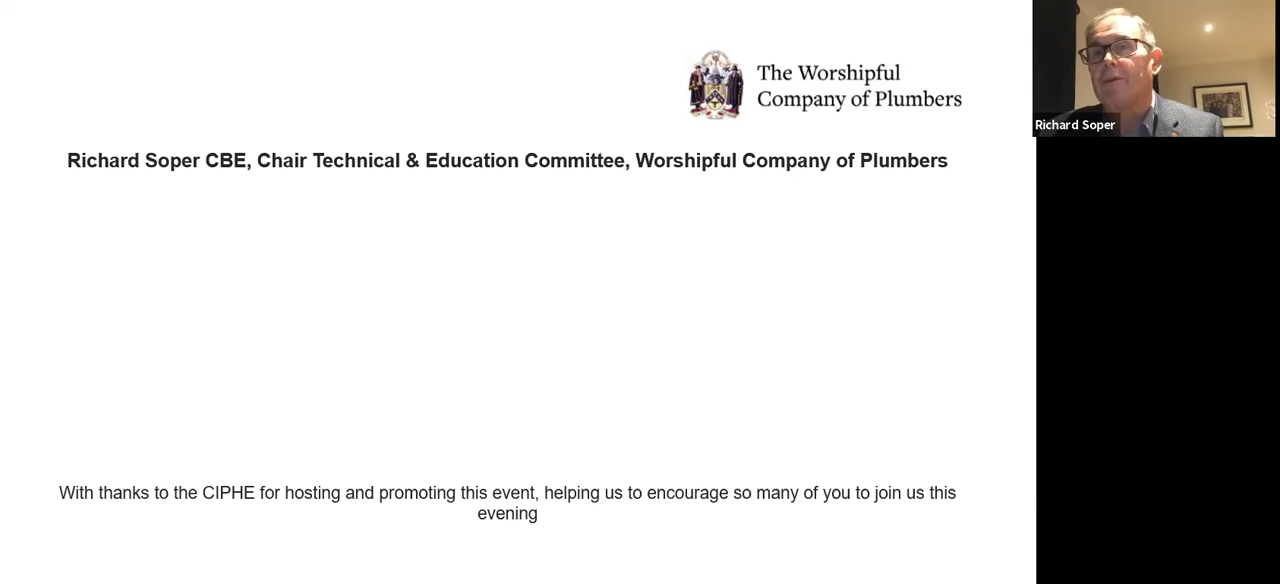 The Worshipful
Company of Plumbers
Richard Soper CBE, Chair Technical & Education Committee, Worshipful Company of Plumbers
With thanks to the CIPHE for hosting and promoting this event, helping us to encourage so many of you to join us this
evening
Richard Soper